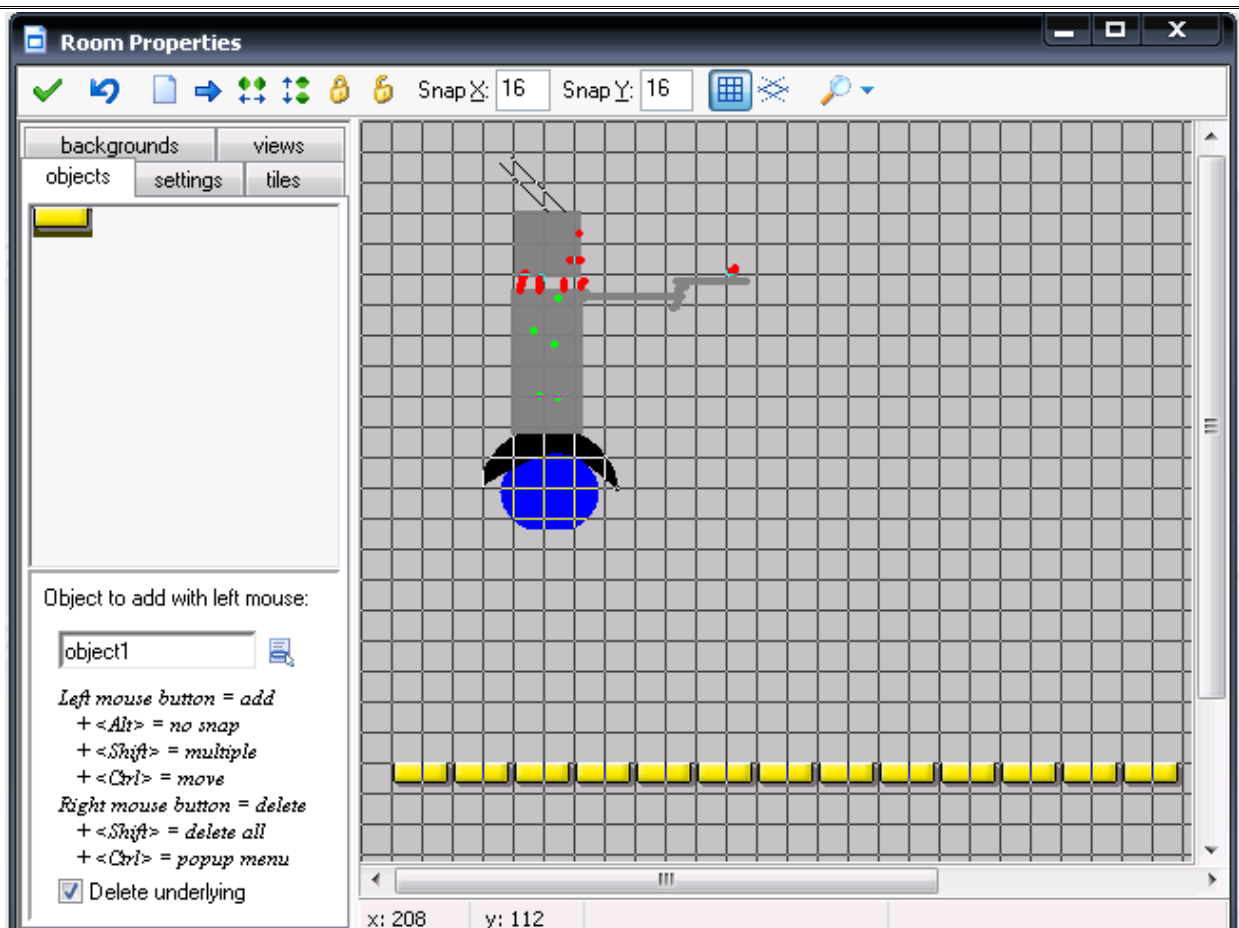 Room Properties
Snap X: 16 Snap Y: 16
backgrounds views
objects settings tiles
Object to add with left mouse:
object1
Left mouse button = add
+ <Alt> = no snap
+ <Shift> = multiple
+ <Ctrl> = move
Right mouse button = delete
+ <Shift> = delete all
+ <Ctrl> = popup menu
Delete underlying
x: 208 y: 112